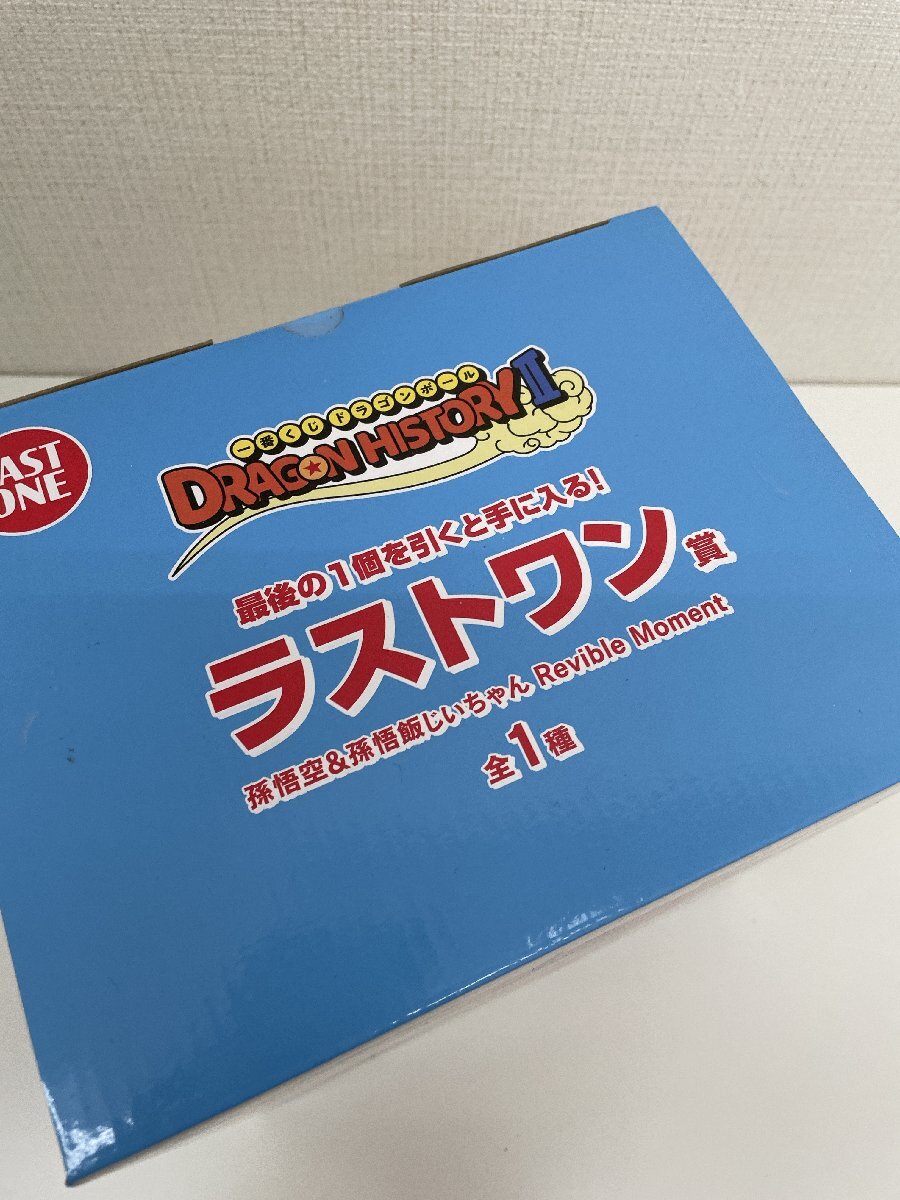 一番くじドラゴンボール
DRAGON HISTORY II
AST
ONE
最後の1個を引くと手に入る!
ラストワン賞
孫悟空&孫悟飯じいちゃん Revible Moment
全1種